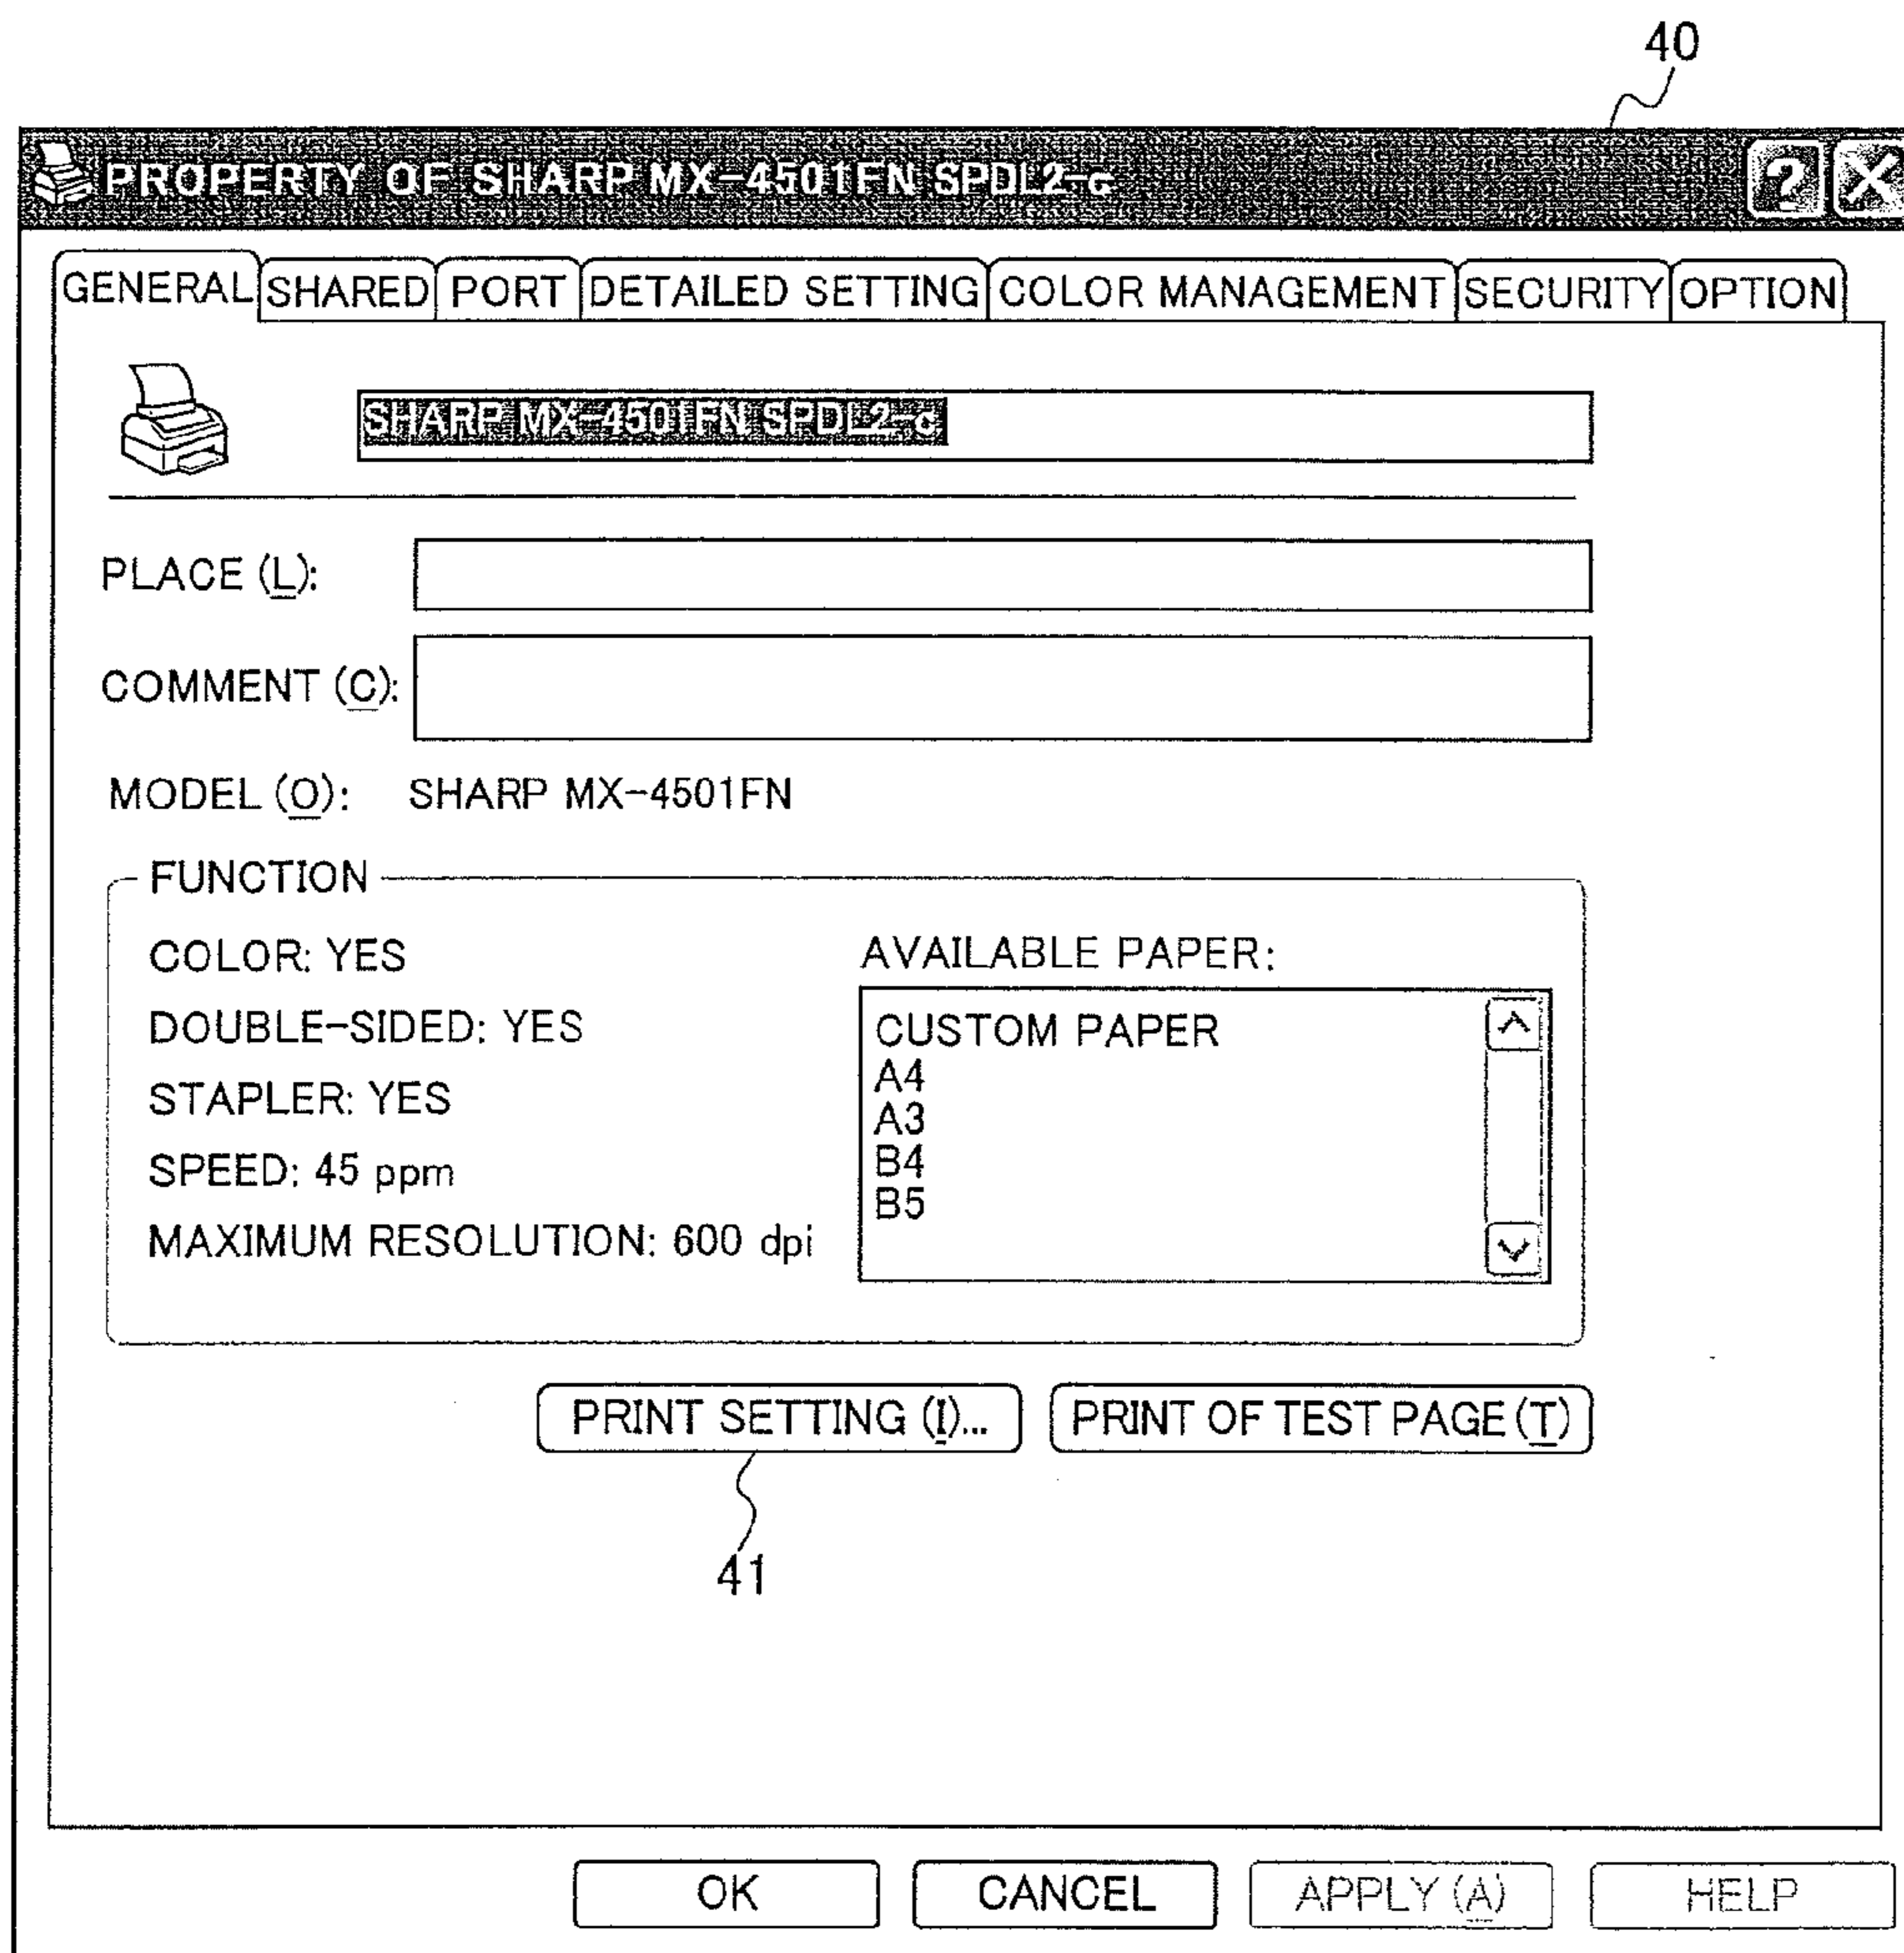 40
PROPERTY OF SHARP MX-4501FN SPDL2-c
GENERAL SHARED PORT DETAILED SETTING COLOR MANAGEMENT SECURITY OPTION
SHARP MX-4501FN SPDL2-c
PLACE (L):
COMMENT (C):
MODEL (O): SHARP MX-4501FN
FUNCTION
COLOR: YES
DOUBLE-SIDED: YES
STAPLER: YES
SPEED: 45 ppm
MAXIMUM RESOLUTION: 600 dpi
AVAILABLE PAPER:
CUSTOM PAPER
A4
A3
B4
B5
PRINT SETTING (I)... PRINT OF TEST PAGE (T)
41
OK CANCEL APPLY (A) HELP